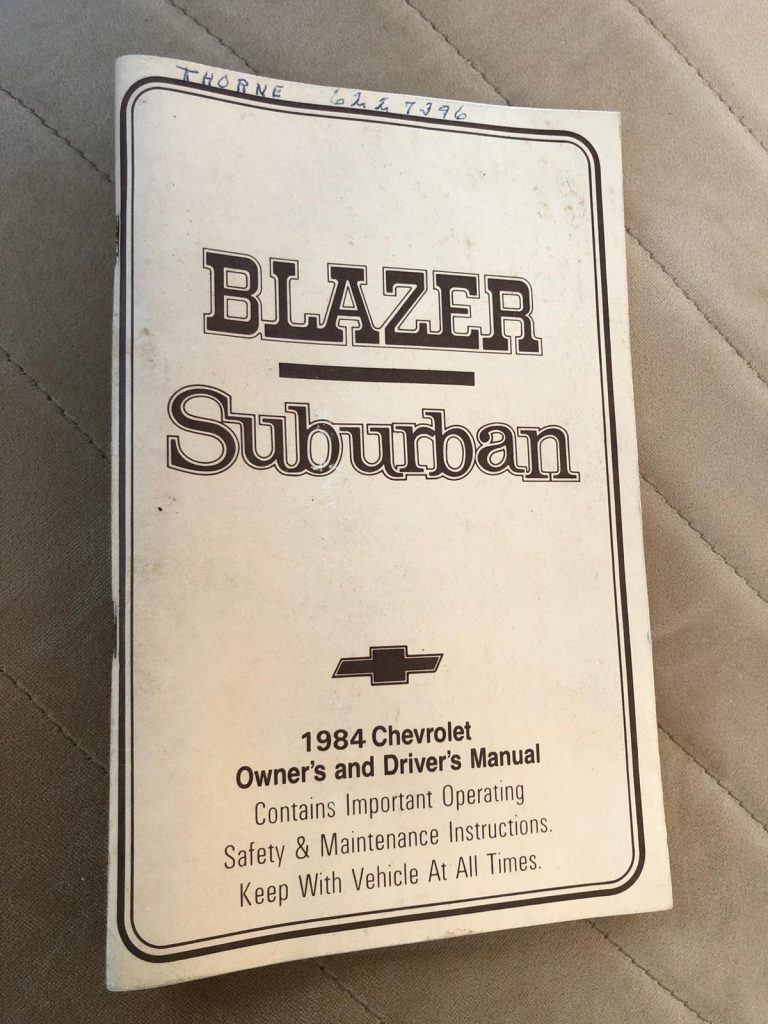 THORNE 622 7396
BLAZER
Suburban
1984 Chevrolet
Owner's and Driver's Manual
Contains Important Operating
Safety & Maintenance Instructions.
Keep With Vehicle At All Times.